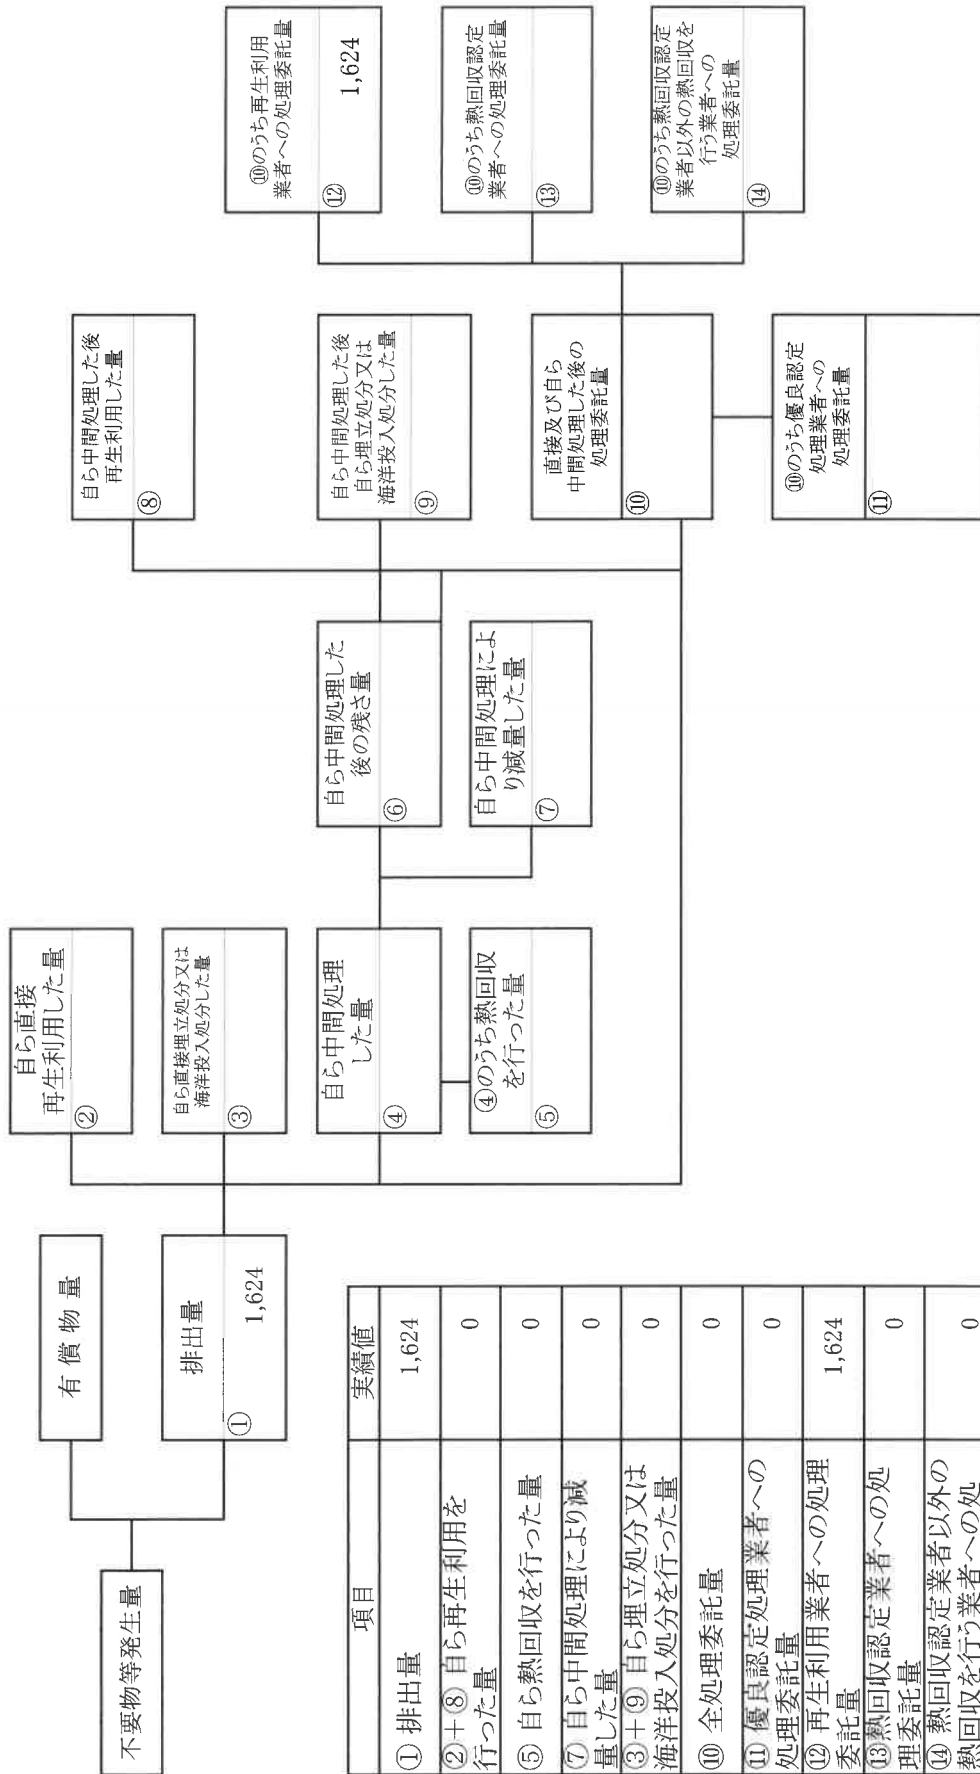 不要物等発生量
有償物量
排出量
①
1,624
自ら直接
再生利用した量
②
自ら直接埋立処分又は
海洋投入処分した量
③
自ら中間処理
した量
④
④のうち熱回収
を行った量
⑤
自ら中間処理した
後の残さ量
⑥
自ら中間処理によ
り減量した量
⑦
自ら中間処理した後
再生利用した量
⑧
自ら中間処理した後
自ら埋立処分又は
海洋投入処分した量
⑨
直接及び自ら
中間処理した後の
処理委託量
⑩
⑩のうち優良認定
処理業者への
処理委託量
⑪
⑩のうち再生利用
業者への処理委託量
⑫
1,624
⑩のうち熱回収認定
業者への処理委託量
⑬
⑩のうち熱回収認定
業者以外の熱回収を
行う業者への
処理委託量
⑭
項目 実績値
① 排出量 1,624
②+⑧ 自ら再生利用を
行った量 0
⑤ 自ら熱回収を行った量 0
⑦ 自ら中間処理により減
量した量 0
③+⑨ 自ら埋立処分又は
海洋投入処分を行った量 0
⑩ 全処理委託量 0
⑪ 優良認定処理業者への
処理委託量 0
⑫ 再生利用業者への処理
委託量 1,624
⑬熱回収認定業者への処
理委託量 0
⑭ 熱回収認定業者以外の
熱回収を行う業者への処 0